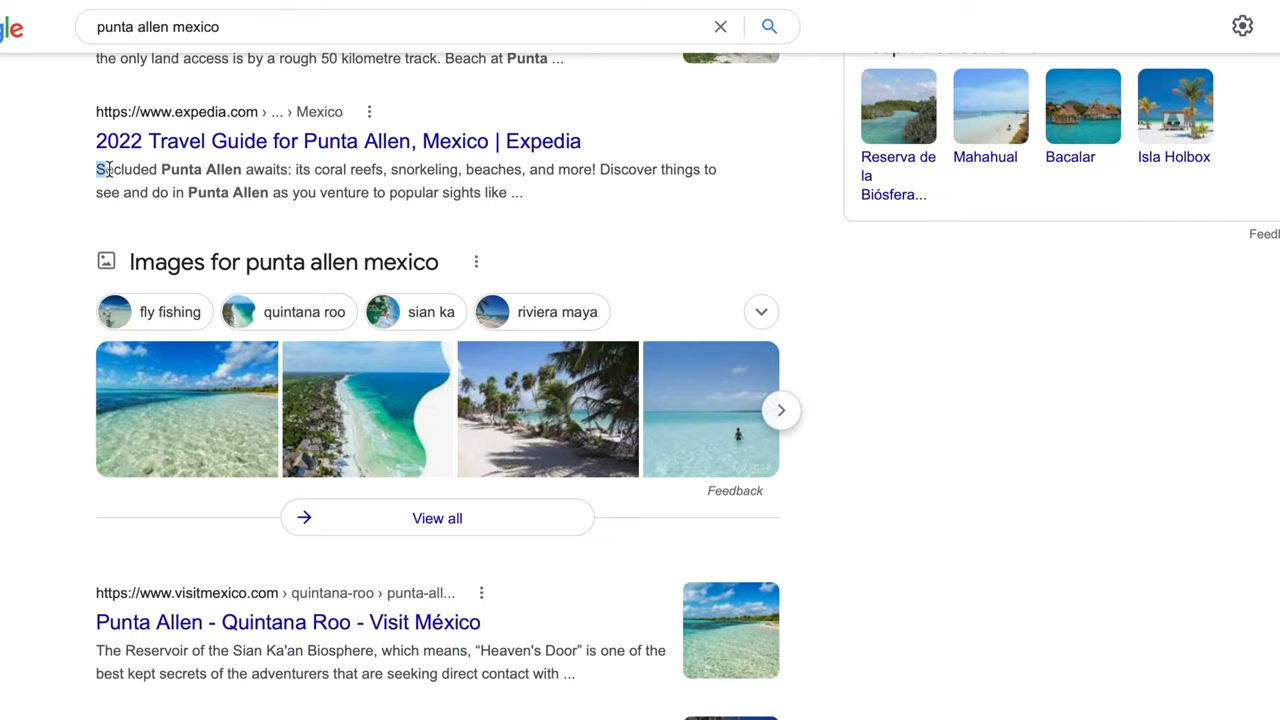 gle
punta allen mexico
the only land access is by a rough 50 kilometre track. Beach at Punta ...
https://www.expedia.com › ... › Mexico
2022 Travel Guide for Punta Allen, Mexico | Expedia
Secluded Punta Allen awaits: its coral reefs, snorkeling, beaches, and more! Discover things to
see and do in Punta Allen as you venture to popular sights like ...
Images for punta allen mexico
fly fishing
quintana roo
sian ka
riviera maya
Feedback
View all
https://www.visitmexico.com › quintana-roo › punta-all...
Punta Allen - Quintana Roo - Visit México
The Reservoir of the Sian Ka'an Biosphere, which means, “Heaven's Door” is one of the
best kept secrets of the adventurers that are seeking direct contact with ...
Reserva de
la
Biósfera...
Mahahual
Bacalar
Isla Holbox